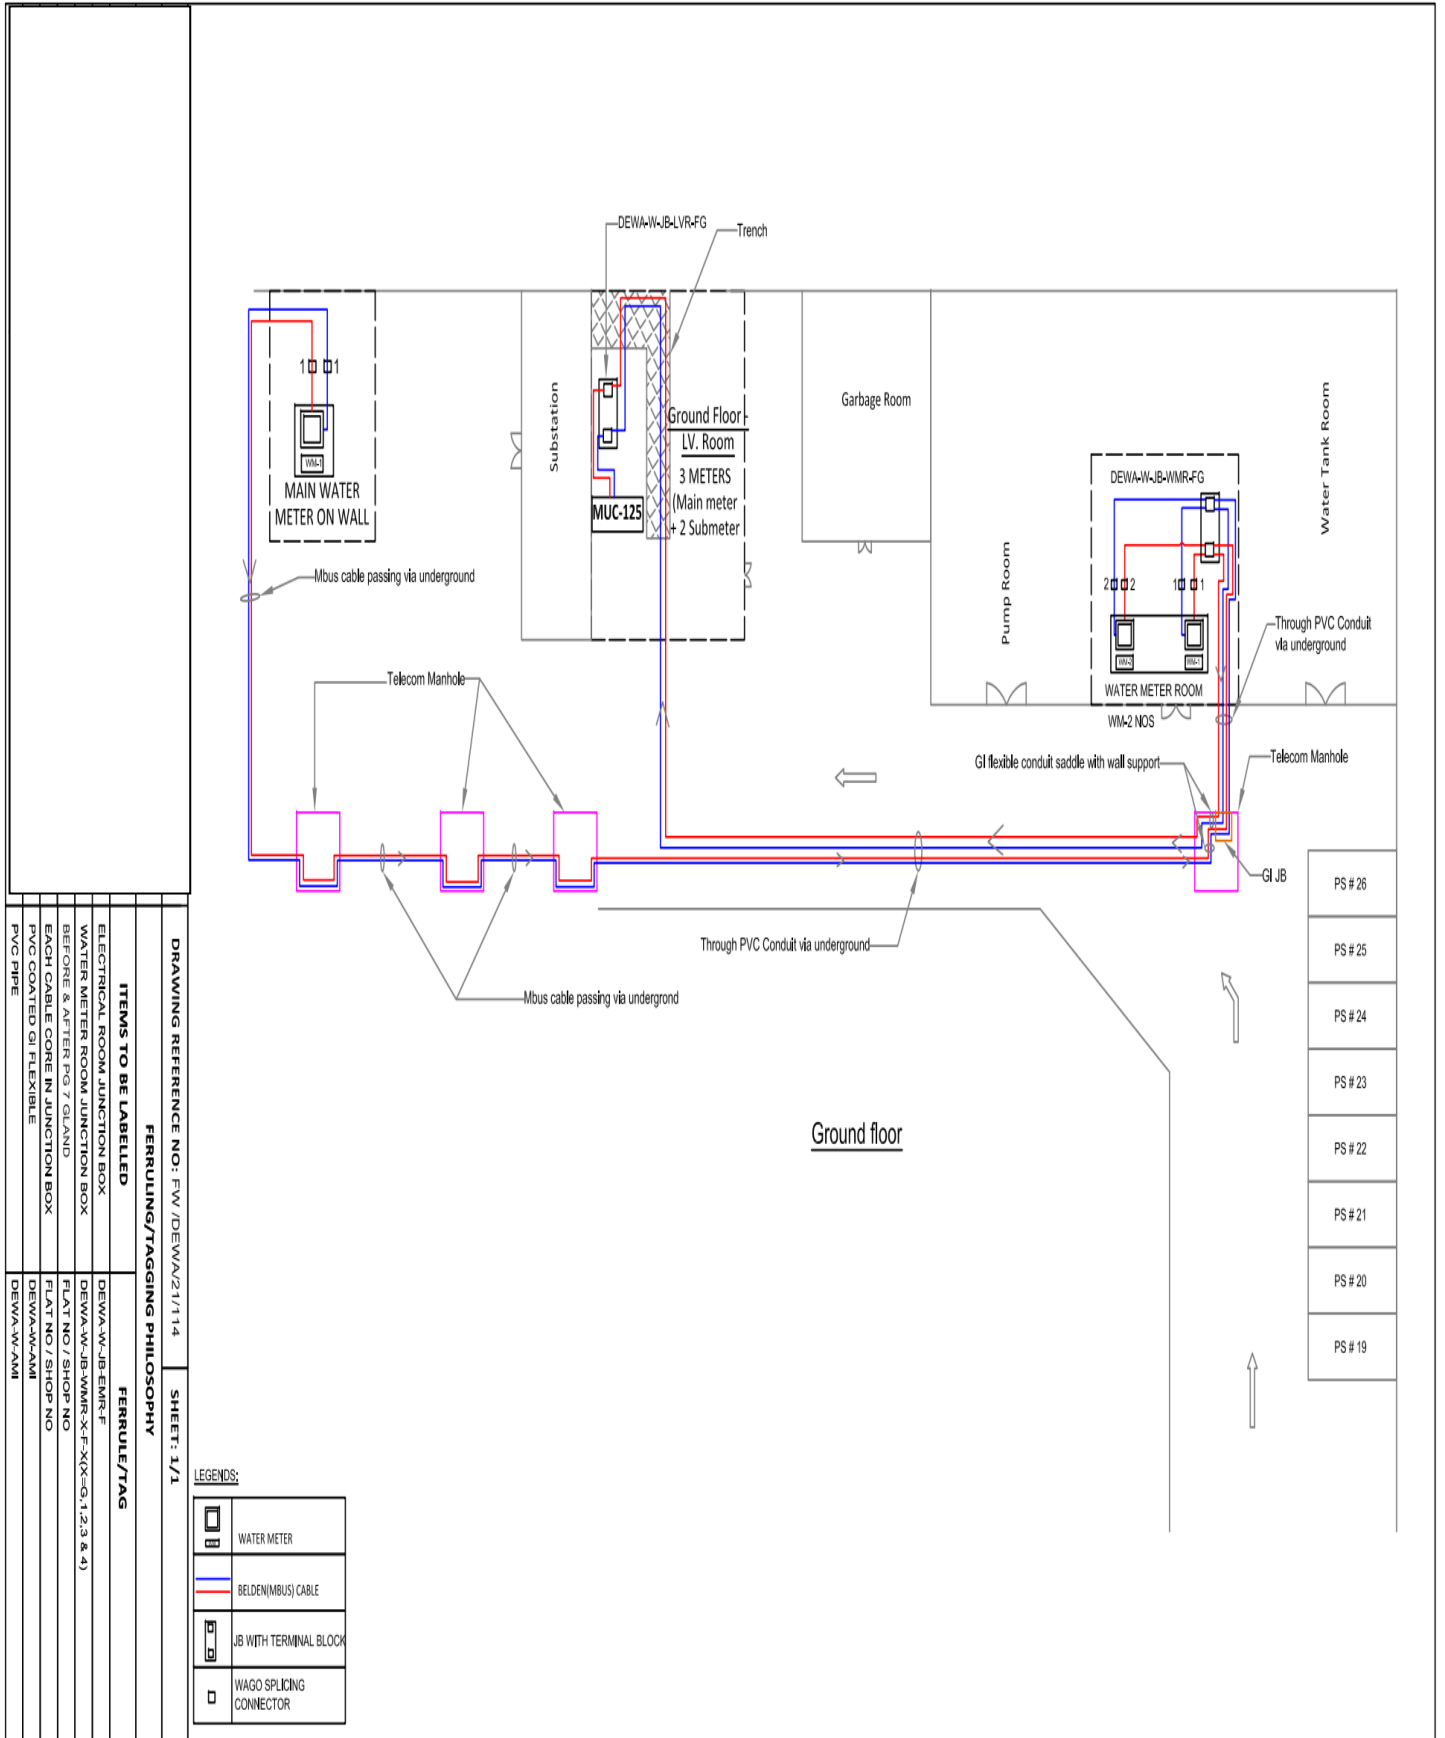 DEWA-W-JB-LVR-FG
Trench
Substation
Ground Floor -
LV. Room
3 METERS
(Main meter
+ 2 Submeter
MUC-125
Garbage Room
Water Tank Room
Pump Room
1
1
WM-1
MAIN WATER
METER ON WALL
DEWA-W-JB-WMR-FG
2
2
1
1
WM-2
WM-1
WATER METER ROOM
WM-2 NOS
Mbus cable passing via underground
Through PVC Conduit
via underground
Telecom Manhole
GI flexible conduit saddle with wall support
Telecom Manhole
GI JB
Through PVC Conduit via underground
Mbus cable passing via undergrond
Ground floor
PS # 26
PS # 25
PS # 24
PS # 23
PS # 22
PS # 21
PS # 20
PS # 19
DRAWING REFERENCE NO: FW /DEWA/21/114
SHEET: 1/1
FERRULING/TAGGING PHILOSOPHY
ITEMS TO BE LABELLED
FERRULE/TAG
ELECTRICAL ROOM JUNCTION BOX
DEWA-W-JB-EMR-F
WATER METER ROOM JUNCTION BOX
DEWA-W-JB-WMR-X-F-X(X=G,1,2,3 & 4)
BEFORE & AFTER PG 7 GLAND
FLAT NO / SHOP NO
EACH CABLE CORE IN JUNCTION BOX
FLAT NO / SHOP NO
PVC COATED GI FLEXIBLE
DEWA-W-AMI
PVC PIPE
DEWA-W-AMI
LEGENDS:
WATER METER
BELDEN(MBUS) CABLE
JB WITH TERMINAL BLOCK
WAGO SPLICING
CONNECTOR